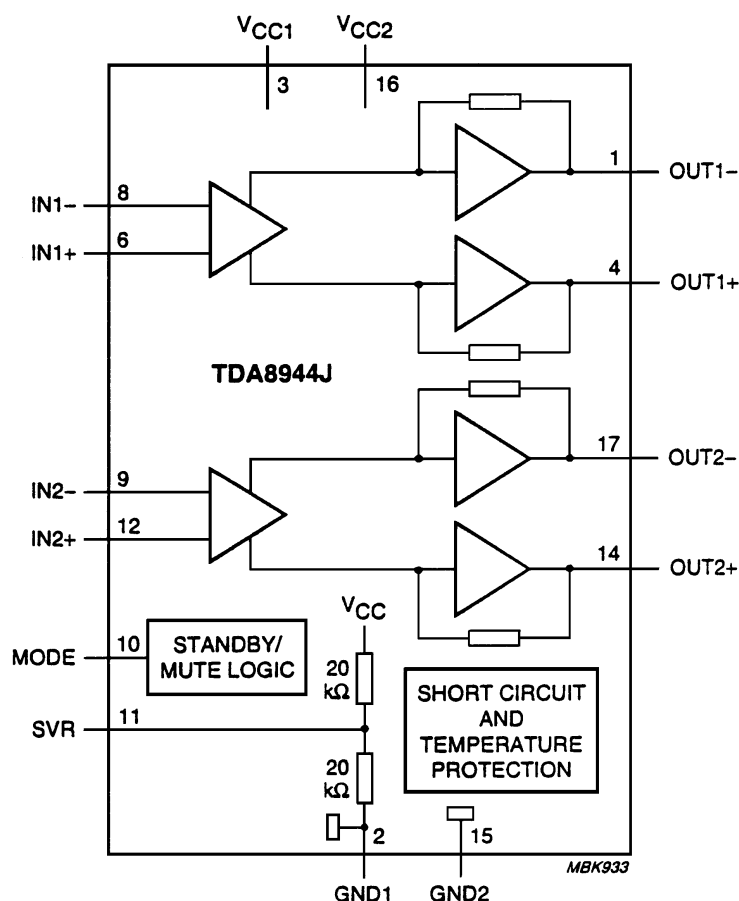 VCC1
VCC2
3
16
1
OUT1−
IN1−
8
IN1+
6
4
OUT1+
TDA8944J
17
OUT2−
IN2−
9
IN2+
12
14
OUT2+
VCC
MODE
10
STANDBY/
MUTE LOGIC
20
kΩ
SHORT CIRCUIT
AND
TEMPERATURE
PROTECTION
SVR
11
20
kΩ
2
15
MBK933
GND1
GND2